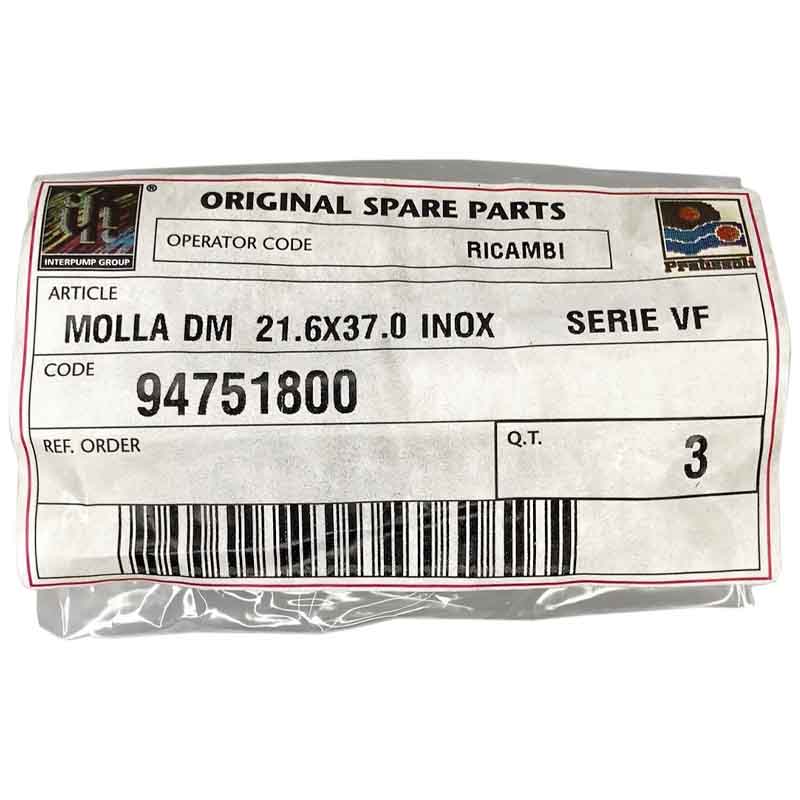 ORIGINAL SPARE PARTS
®
INTERPUMP GROUP
OPERATOR CODE RICAMBI
Pratissoli
ARTICLE
MOLLA DM 21.6X37.0 INOX SERIE VF
CODE
94751800
REF. ORDER
Q.T. 3